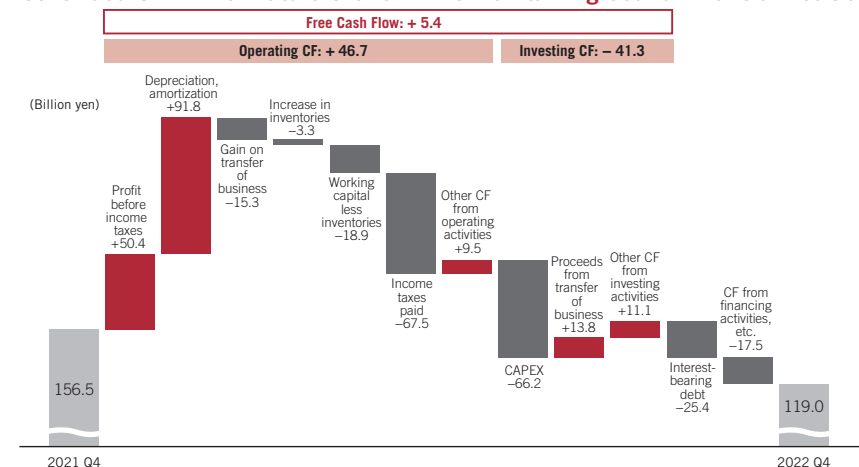 Free Cash Flow: + 5.4
Operating CF: + 46.7
Investing CF: – 41.3
(Billion yen)
156.5
2021 Q4
Profit
before
income
taxes
+50.4
Depreciation,
amortization
+91.8
Gain on
transfer
of
business
–15.3
Increase in
inventories
–3.3
Working
capital
less
inventories
–18.9
Income
taxes
paid
–67.5
Other CF
from
operating
activities
+9.5
CAPEX
–66.2
Proceeds
from
transfer
of
business
+13.8
Other CF
from
investing
activities
+11.1
Interest-
bearing
debt
–25.4
CF from
financing
activities,
etc.
–17.5
119.0
2022 Q4